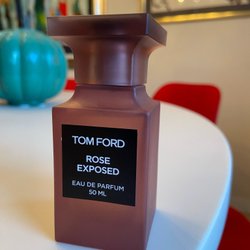 TOM FORD
ROSE
EXPOSED
EAU DE PARFUM
50 ML